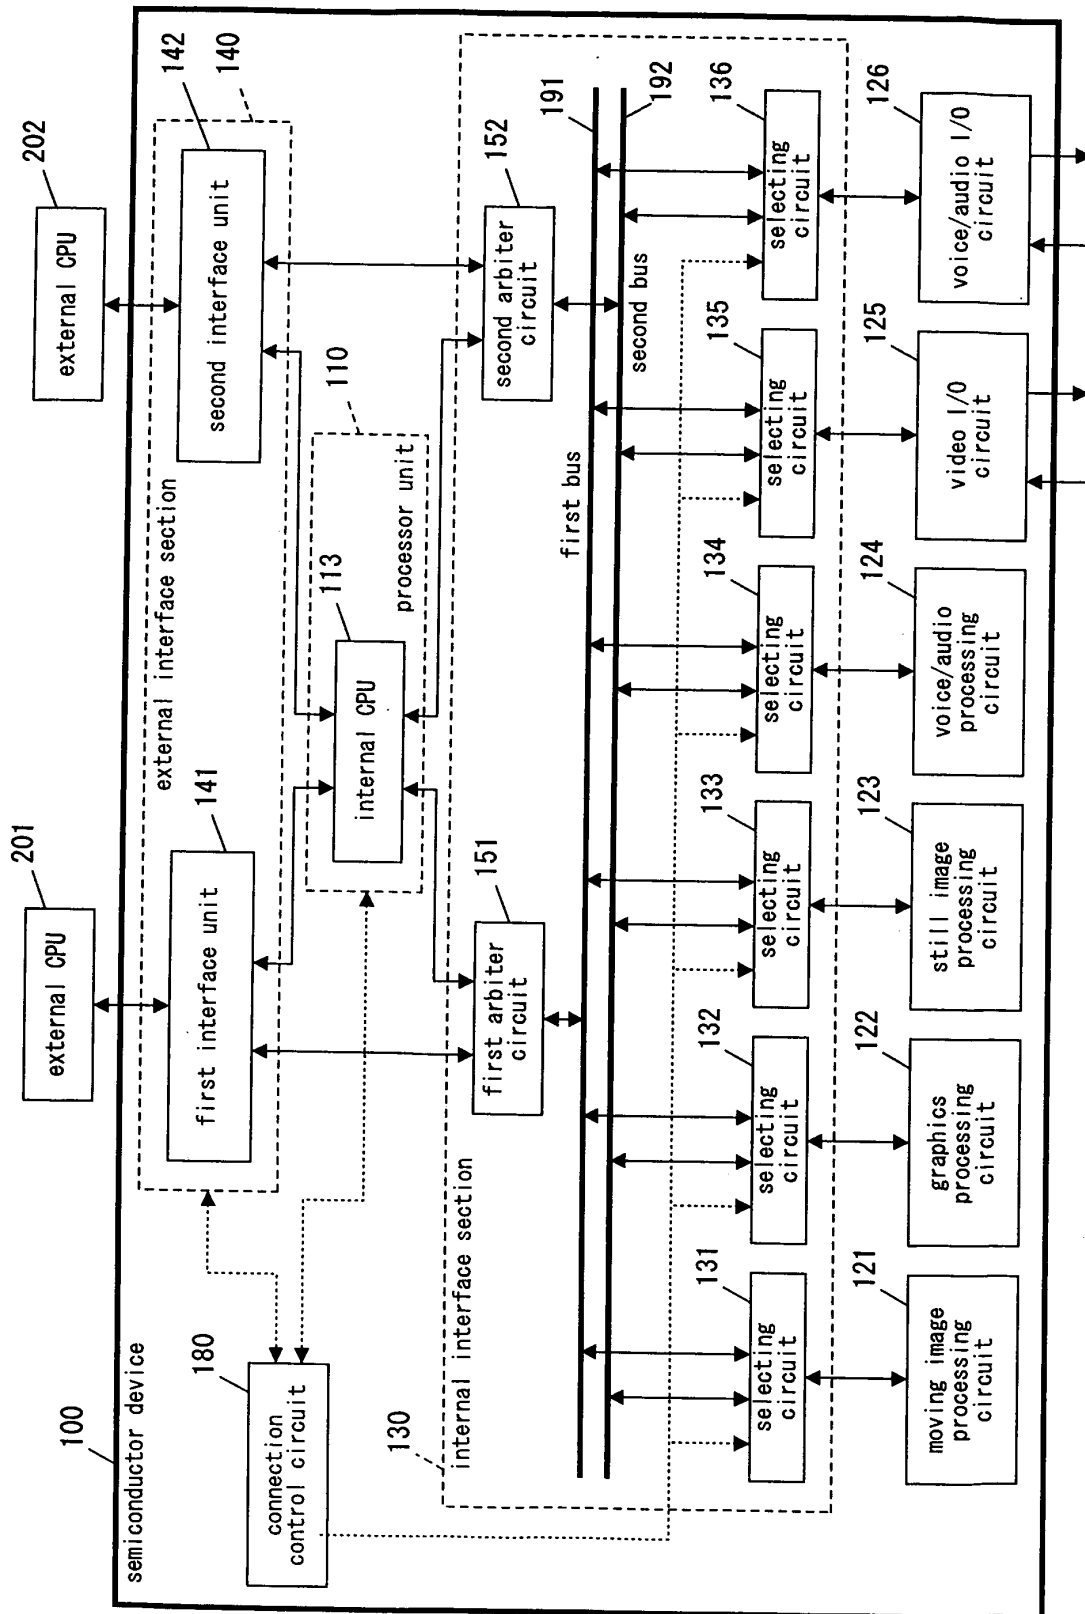 201
external CPU
202
external CPU
100
semiconductor device
external interface section
142
140
141
first interface unit
second interface unit
180
connection
control circuit
113
internal CPU
110
processor unit
130
internal interface section
151
first arbiter
circuit
152
second arbiter
circuit
first bus
191
second bus
192
131
selecting
circuit
132
selecting
circuit
133
selecting
circuit
134
selecting
circuit
135
selecting
circuit
136
selecting
circuit
121
moving image
processing
circuit
122
graphics
processing
circuit
123
still image
processing
circuit
124
voice/audio
processing
circuit
125
video I/O
circuit
126
voice/audio I/O
circuit